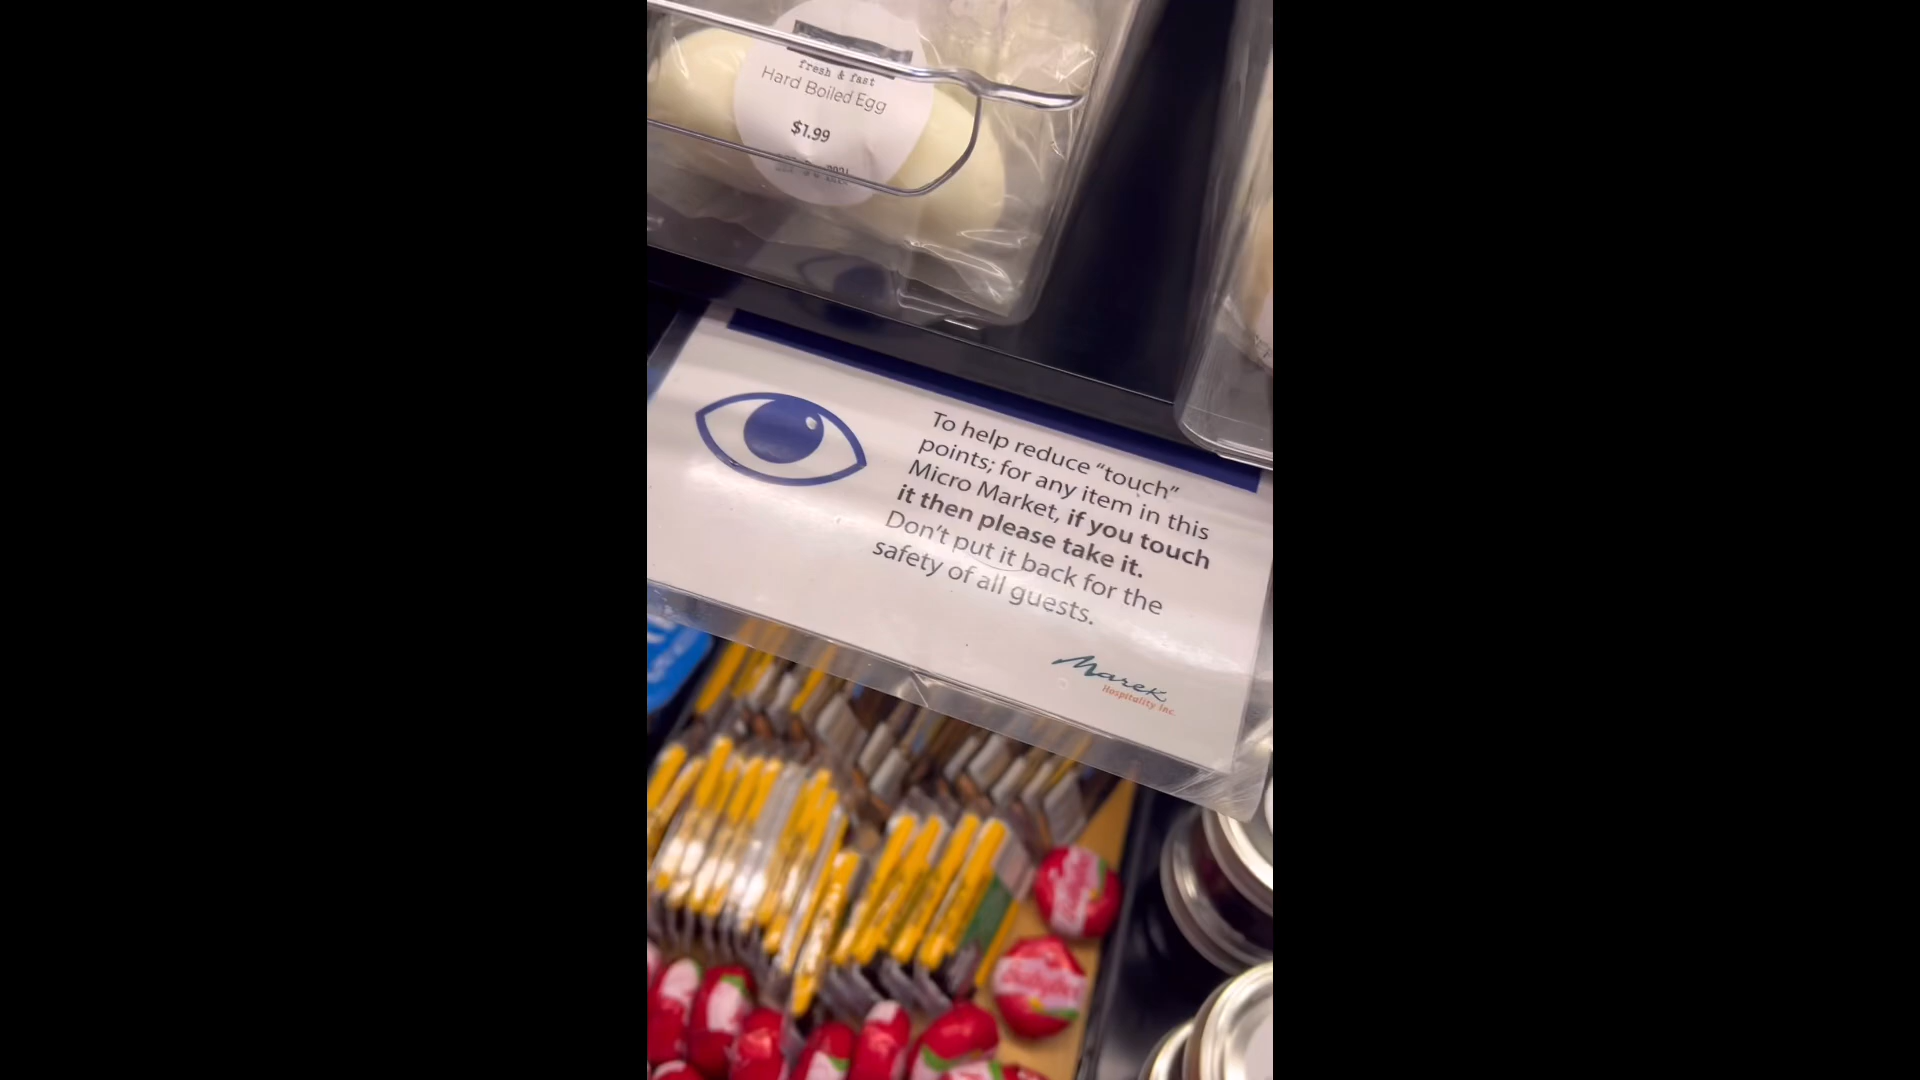 fresh & fast
Hard Boiled Egg
$1.99
To help reduce “touch”
points; for any item in this
Micro Market, if you touch
it then please take it.
Don’t put it back for the
safety of all guests.
Marek
Hospitality Inc.